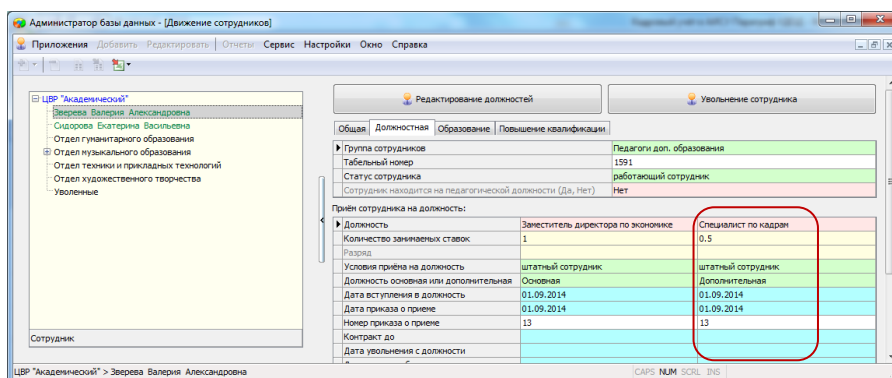 Администратор базы данных - [Движение сотрудников]
Приложения Добавить Редактировать Отчеты Сервис Настройки Окно Справка
ЦВР "Академический"
Зверева Валерия Александровна
Сидорова Екатерина Васильевна
Отдел гуманитарного образования
Отдел музыкального образования
Отдел техники и прикладных технологий
Отдел художественного творчества
Уволенные
Сотрудник
Редактирование должностей Увольнение сотрудника
Общая Должностная Образование Повышение квалификации
Группа сотрудников Педагоги доп. образования
Табельный номер 1591
Статус сотрудника работающий сотрудник
Сотрудник находится на педагогической должности (Да, Нет) Нет
Приём сотрудника на должность:
Должность Заместитель директора по экономике Специалист по кадрам
Количество занимаемых ставок 1 0.5
Разряд
Условия приёма на должность штатный сотрудник штатный сотрудник
Должность основная или дополнительная Основная Дополнительная
Дата вступления в должность 01.09.2014 01.09.2014
Дата приказа о приеме 01.09.2014 01.09.2014
Номер приказа о приеме 13 13
Контракт до
Дата увольнения с должности
ЦВР "Академический" > Зверева Валерия Александровна CAPS NUM SCRL INS